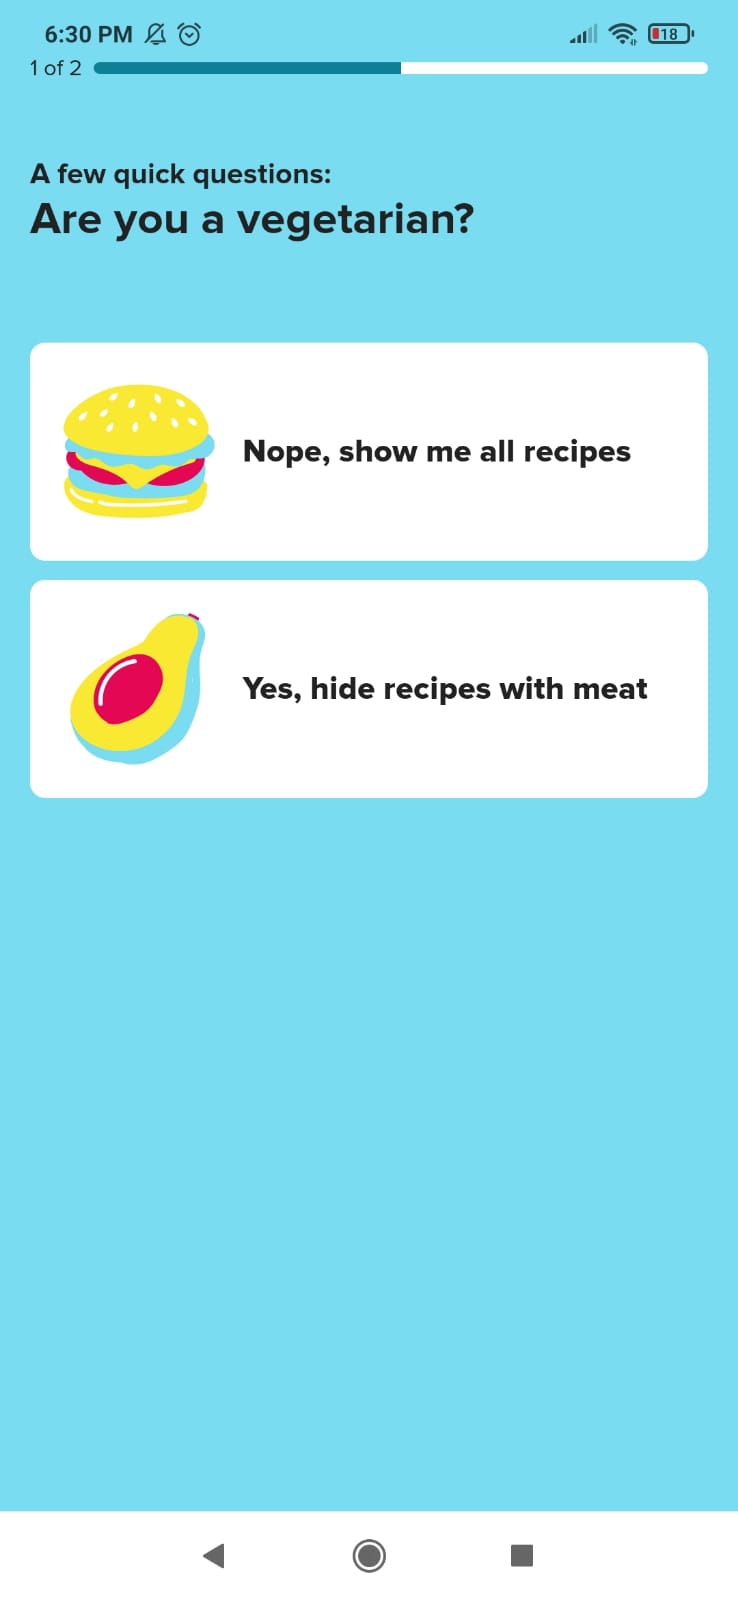 6:30 PM
18
1 of 2
A few quick questions:
Are you a vegetarian?
Nope, show me all recipes
Yes, hide recipes with meat